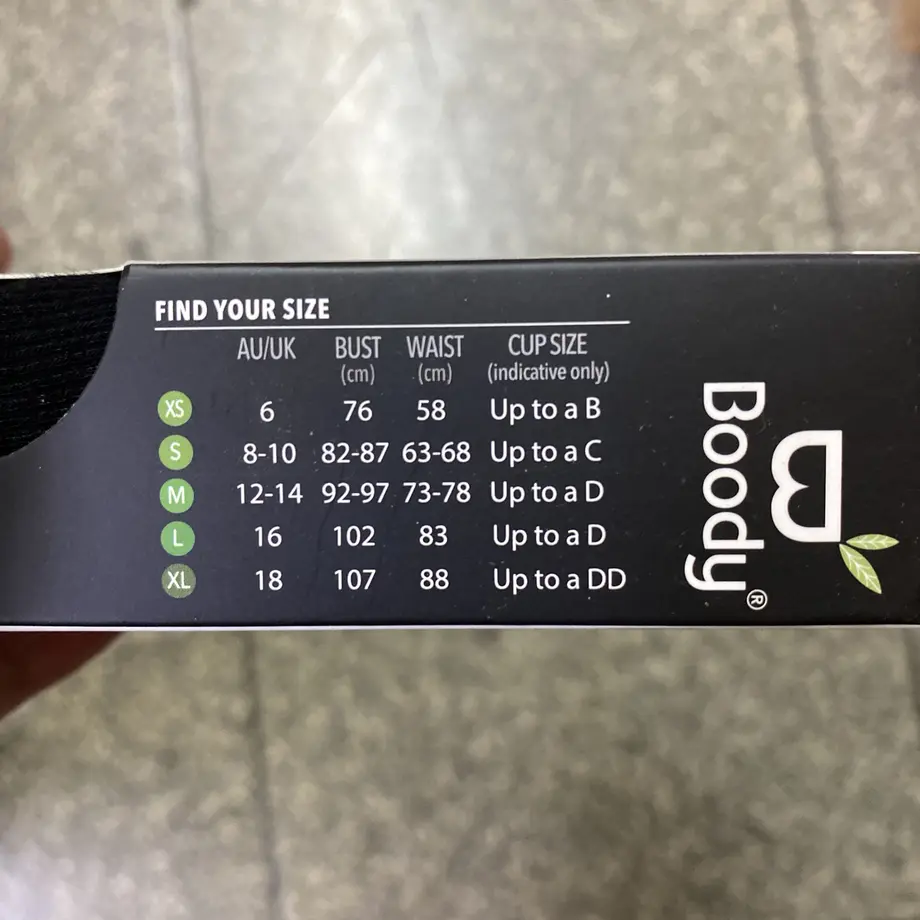 FIND YOUR SIZE
AU/UK BUST (cm) WAIST (cm) CUP SIZE (indicative only)
XS 6 76 58 Up to a B
S 8-10 82-87 63-68 Up to a C
M 12-14 92-97 73-78 Up to a D
L 16 102 83 Up to a D
XL 18 107 88 Up to a DD
B
Boody®